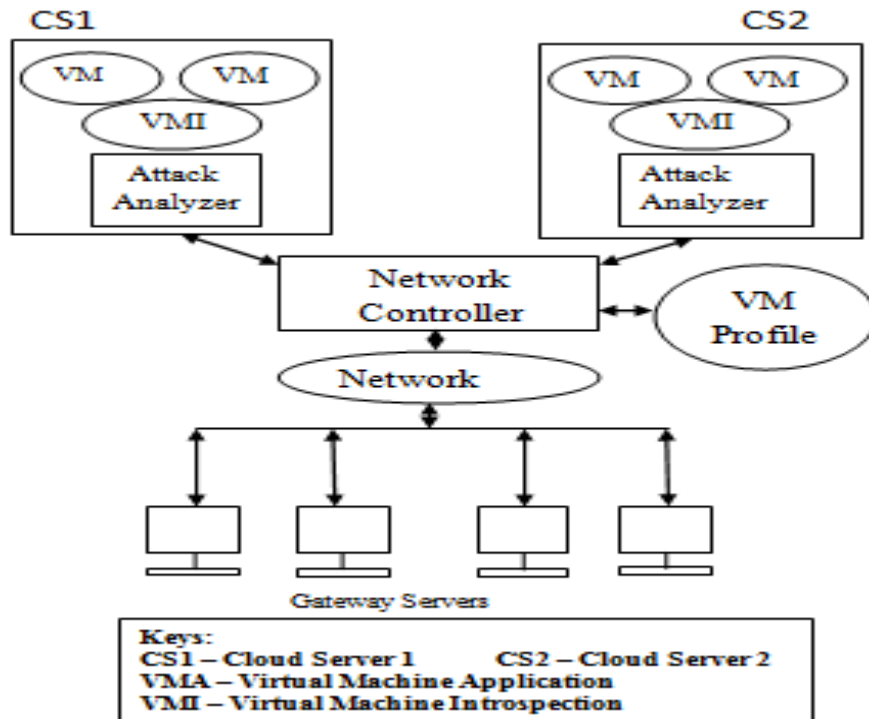 CS1
CS2
VM
VM
VMI
Attack
Analyzer
VM
VM
VMI
Attack
Analyzer
Network
Controller
VM
Profile
Network
Gateway Servers
Keys:
CS1 – Cloud Server 1 CS2 – Cloud Server 2
VMA – Virtual Machine Application
VMI – Virtual Machine Introspection